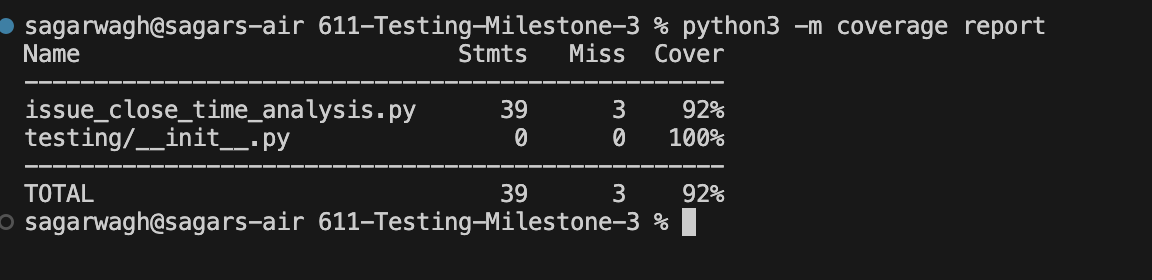 sagarwagh@sagars-air 611-Testing-Milestone-3 % python3 -m coverage report
Name                          Stmts   Miss  Cover
-------------------------------------------------
issue_close_time_analysis.py     39      3    92%
testing/__init__.py               0      0   100%
-------------------------------------------------
TOTAL                            39      3    92%
sagarwagh@sagars-air 611-Testing-Milestone-3 %